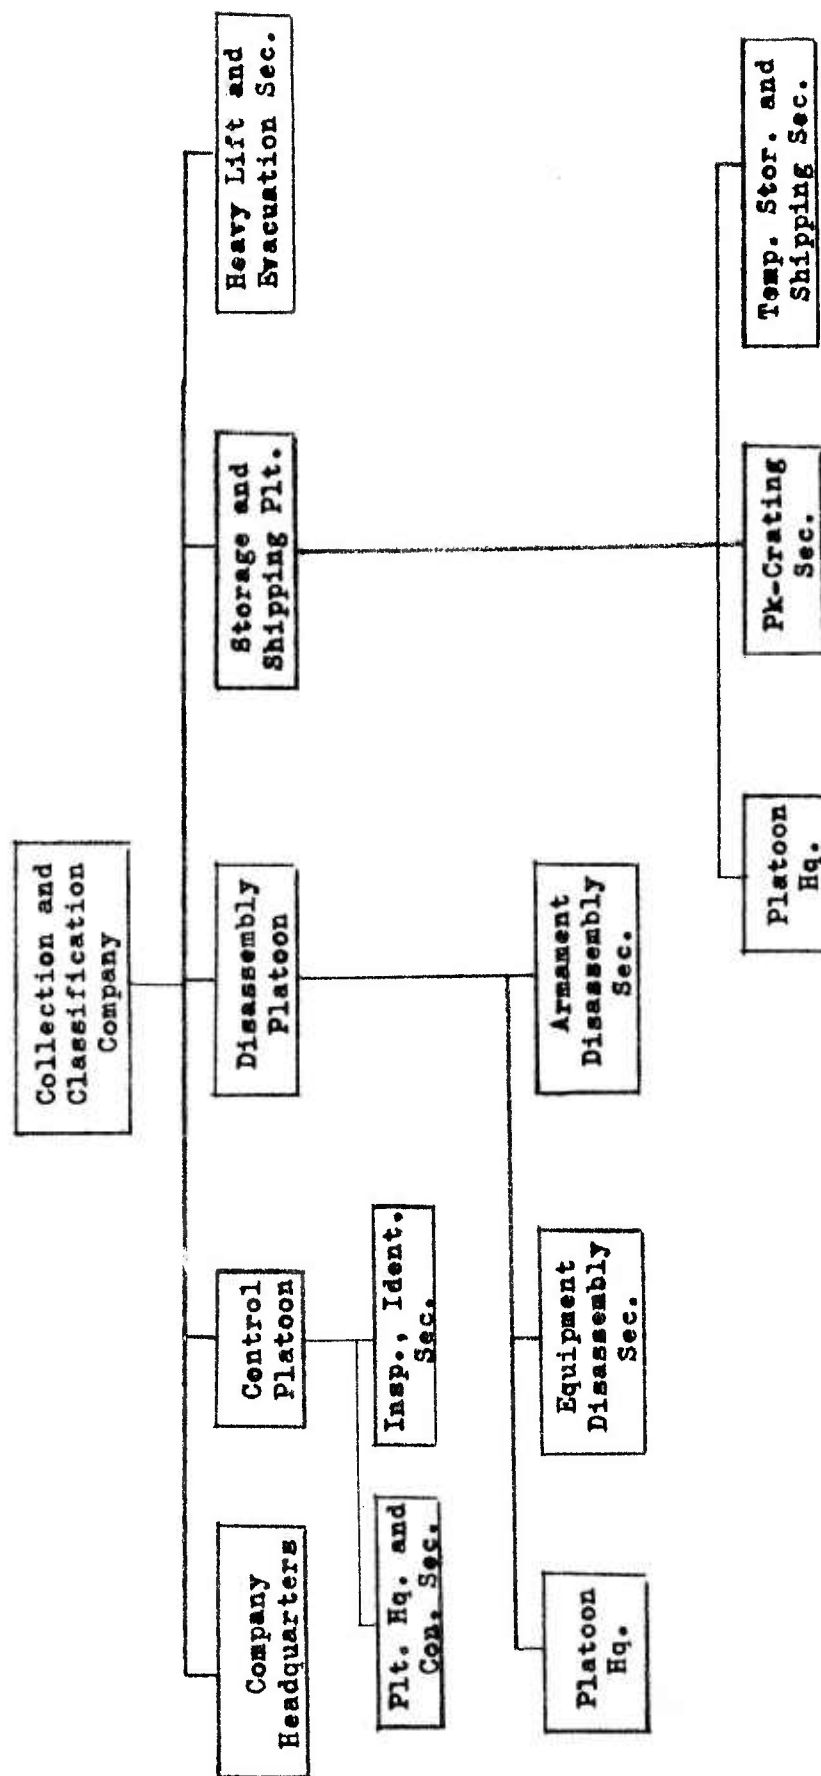 Collection and
Classification
Company
Company
Headquarters
Control
Platoon
Disassembly
Platoon
Storage and
Shipping Plt.
Heavy Lift and
Evacuation Sec.
Plt. Hq. and
Con. Sec.
Insp., Ident.
Sec.
Platoon
Hq.
Equipment
Disassembly
Sec.
Armament
Disassembly
Sec.
Platoon
Hq.
Pk-Crating
Sec.
Temp. Stor. and
Shipping Sec.